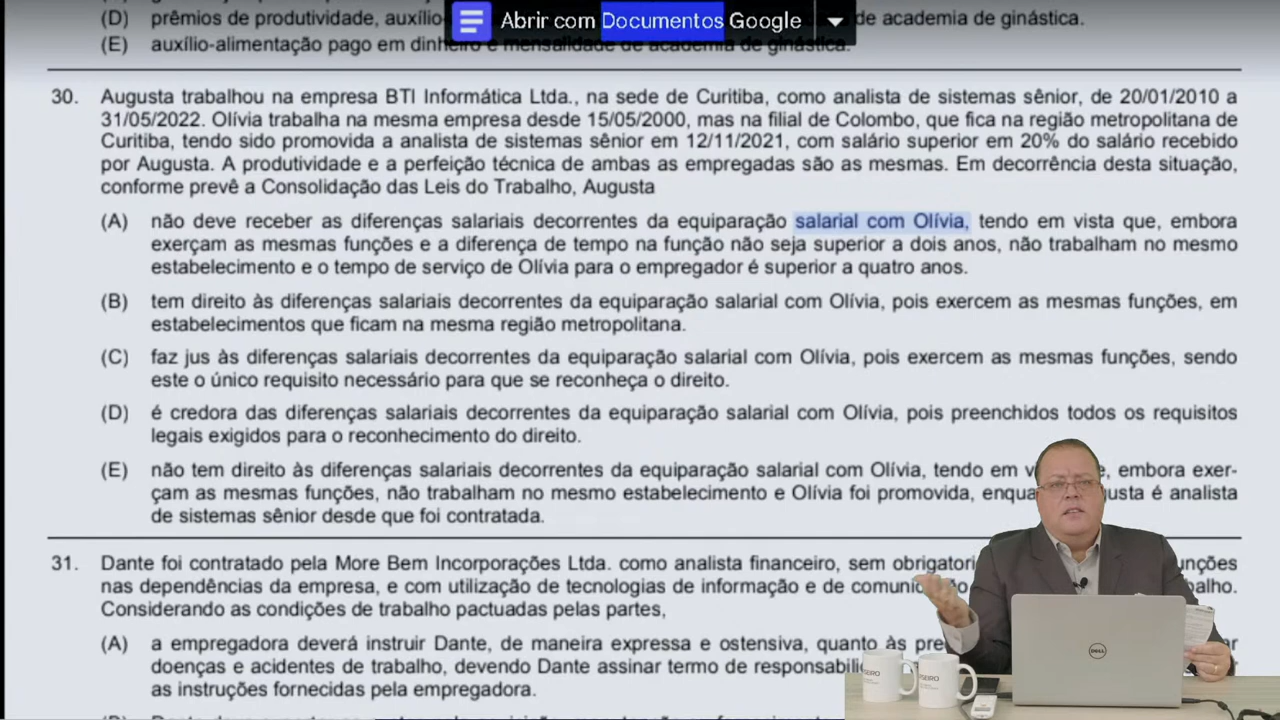 (D) prêmios de produtividade, auxílio- de academia de ginástica.
Abrir com Documentos Google
(E) auxílio-alimentação pago em dinheiro e mensalidade de academia de ginástica.
30. Augusta trabalhou na empresa BTI Informática Ltda., na sede de Curitiba, como analista de sistemas sênior, de 20/01/2010 a
31/05/2022. Olívia trabalha na mesma empresa desde 15/05/2000, mas na filial de Colombo, que fica na região metropolitana de
Curitiba, tendo sido promovida a analista de sistemas sênior em 12/11/2021, com salário superior em 20% do salário recebido
por Augusta. A produtividade e a perfeição técnica de ambas as empregadas são as mesmas. Em decorrência desta situação,
conforme prevê a Consolidação das Leis do Trabalho, Augusta
(A) não deve receber as diferenças salariais decorrentes da equiparação salarial com Olívia, tendo em vista que, embora
exerçam as mesmas funções e a diferença de tempo na função não seja superior a dois anos, não trabalham no mesmo
estabelecimento e o tempo de serviço de Olívia para o empregador é superior a quatro anos.
(B) tem direito às diferenças salariais decorrentes da equiparação salarial com Olívia, pois exercem as mesmas funções, em
estabelecimentos que ficam na mesma região metropolitana.
(C) faz jus às diferenças salariais decorrentes da equiparação salarial com Olívia, pois exercem as mesmas funções, sendo
este o único requisito necessário para que se reconheça o direito.
(D) é credora das diferenças salariais decorrentes da equiparação salarial com Olívia, pois preenchidos todos os requisitos
legais exigidos para o reconhecimento do direito.
(E) não tem direito às diferenças salariais decorrentes da equiparação salarial com Olívia, tendo em embora exer-
çam as mesmas funções, não trabalham no mesmo estabelecimento e Olívia foi promovida, é analista
de sistemas sênior desde que foi contratada.
31. Dante foi contratado pela More Bem Incorporações Ltda. como analista financeiro, sem
nas dependências da empresa, e com utilização de tecnologias de informação e de
Considerando as condições de trabalho pactuadas pelas partes,
(A) a empregadora deverá instruir Dante, de maneira expressa e ostensiva, quanto às
doenças e acidentes de trabalho, devendo Dante assinar termo de
as instruções fornecidas pela empregadora.
DELL